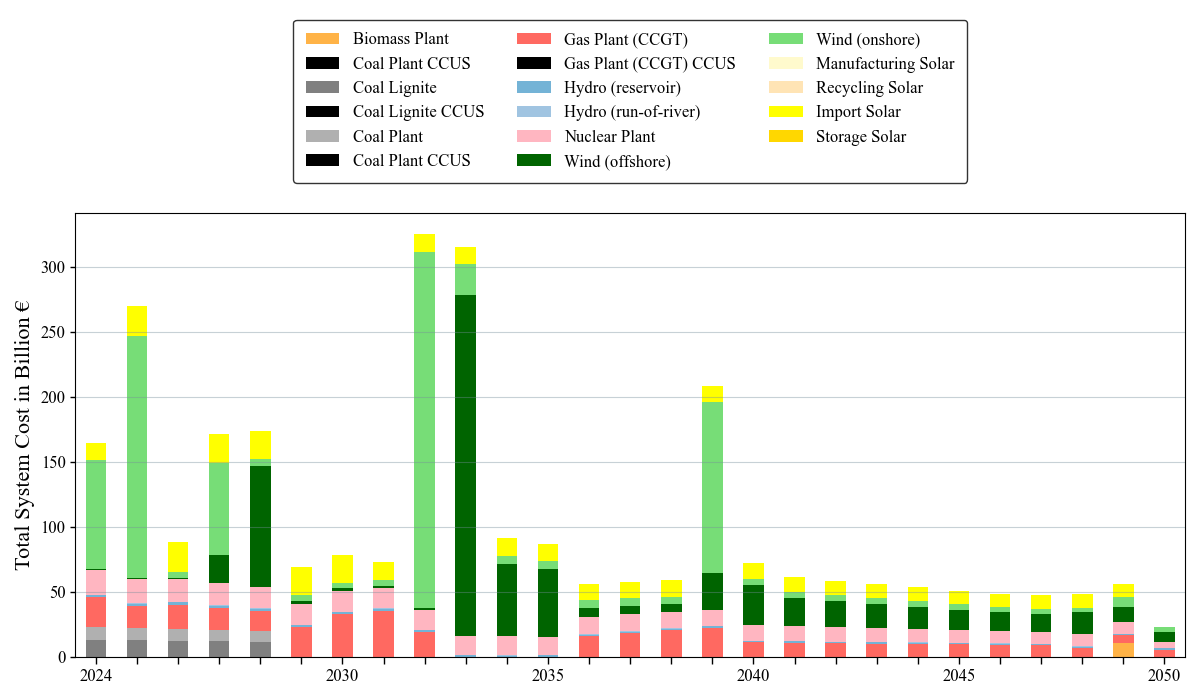 Biomass Plant
Coal Plant CCUS
Coal Lignite
Coal Lignite CCUS
Coal Plant
Coal Plant CCUS
Gas Plant (CCGT)
Gas Plant (CCGT) CCUS
Hydro (reservoir)
Hydro (run-of-river)
Nuclear Plant
Wind (offshore)
Wind (onshore)
Manufacturing Solar
Recycling Solar
Import Solar
Storage Solar
Total System Cost in Billion €
300
250
200
150
100
50
0
2024
2030
2035
2040
2045
2050